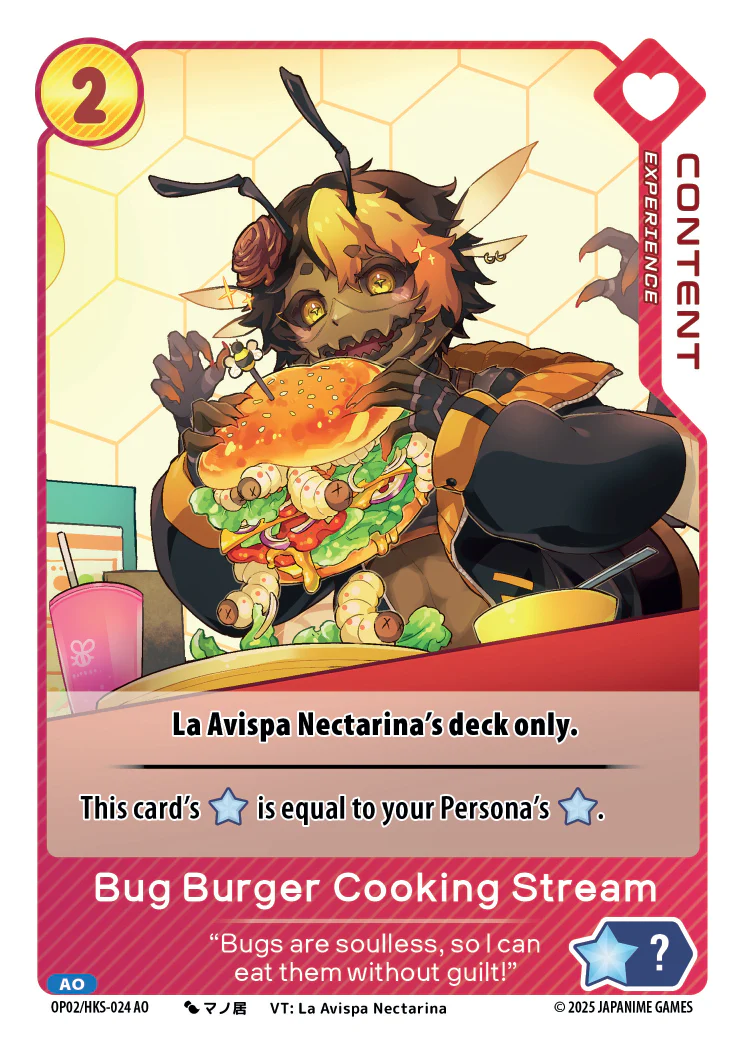 2
CONTENT
EXPERIENCE
La Avispa Nectarina's deck only.
This card's is equal to your Persona's .
Bug Burger Cooking Stream
“Bugs are soulless, so I can
eat them without guilt!”
?
AO
OP02/HKS-024 AO
マノ居
VT: La Avispa Nectarina
© 2025 JAPANIME GAMES